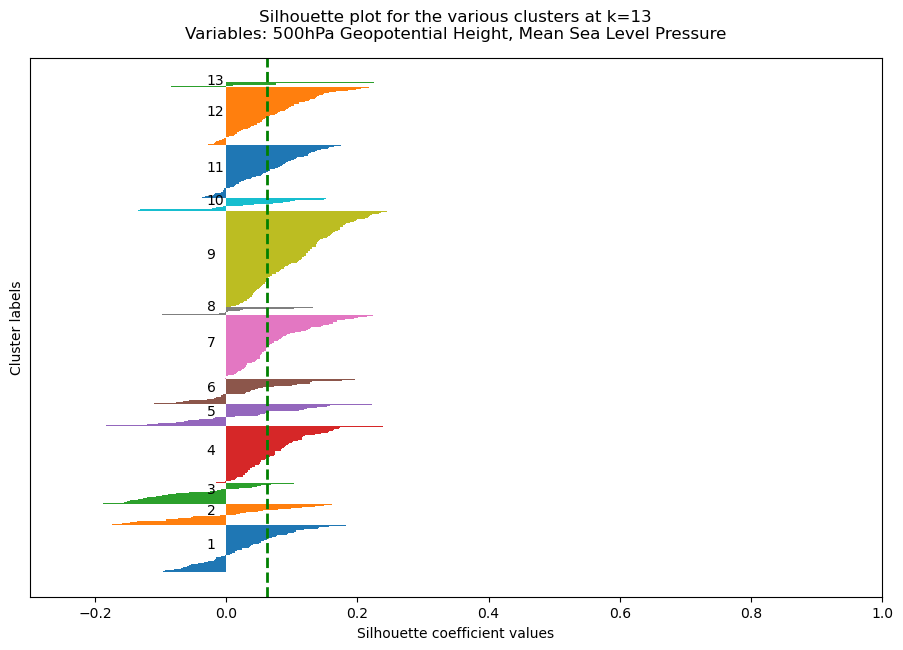 Silhouette plot for the various clusters at k=13
Variables: 500hPa Geopotential Height, Mean Sea Level Pressure
13
12
11
10
9
8
7
6
5
4
3
2
1
Cluster labels
−0.2 0.0 0.2 0.4 0.6 0.8 1.0
Silhouette coefficient values